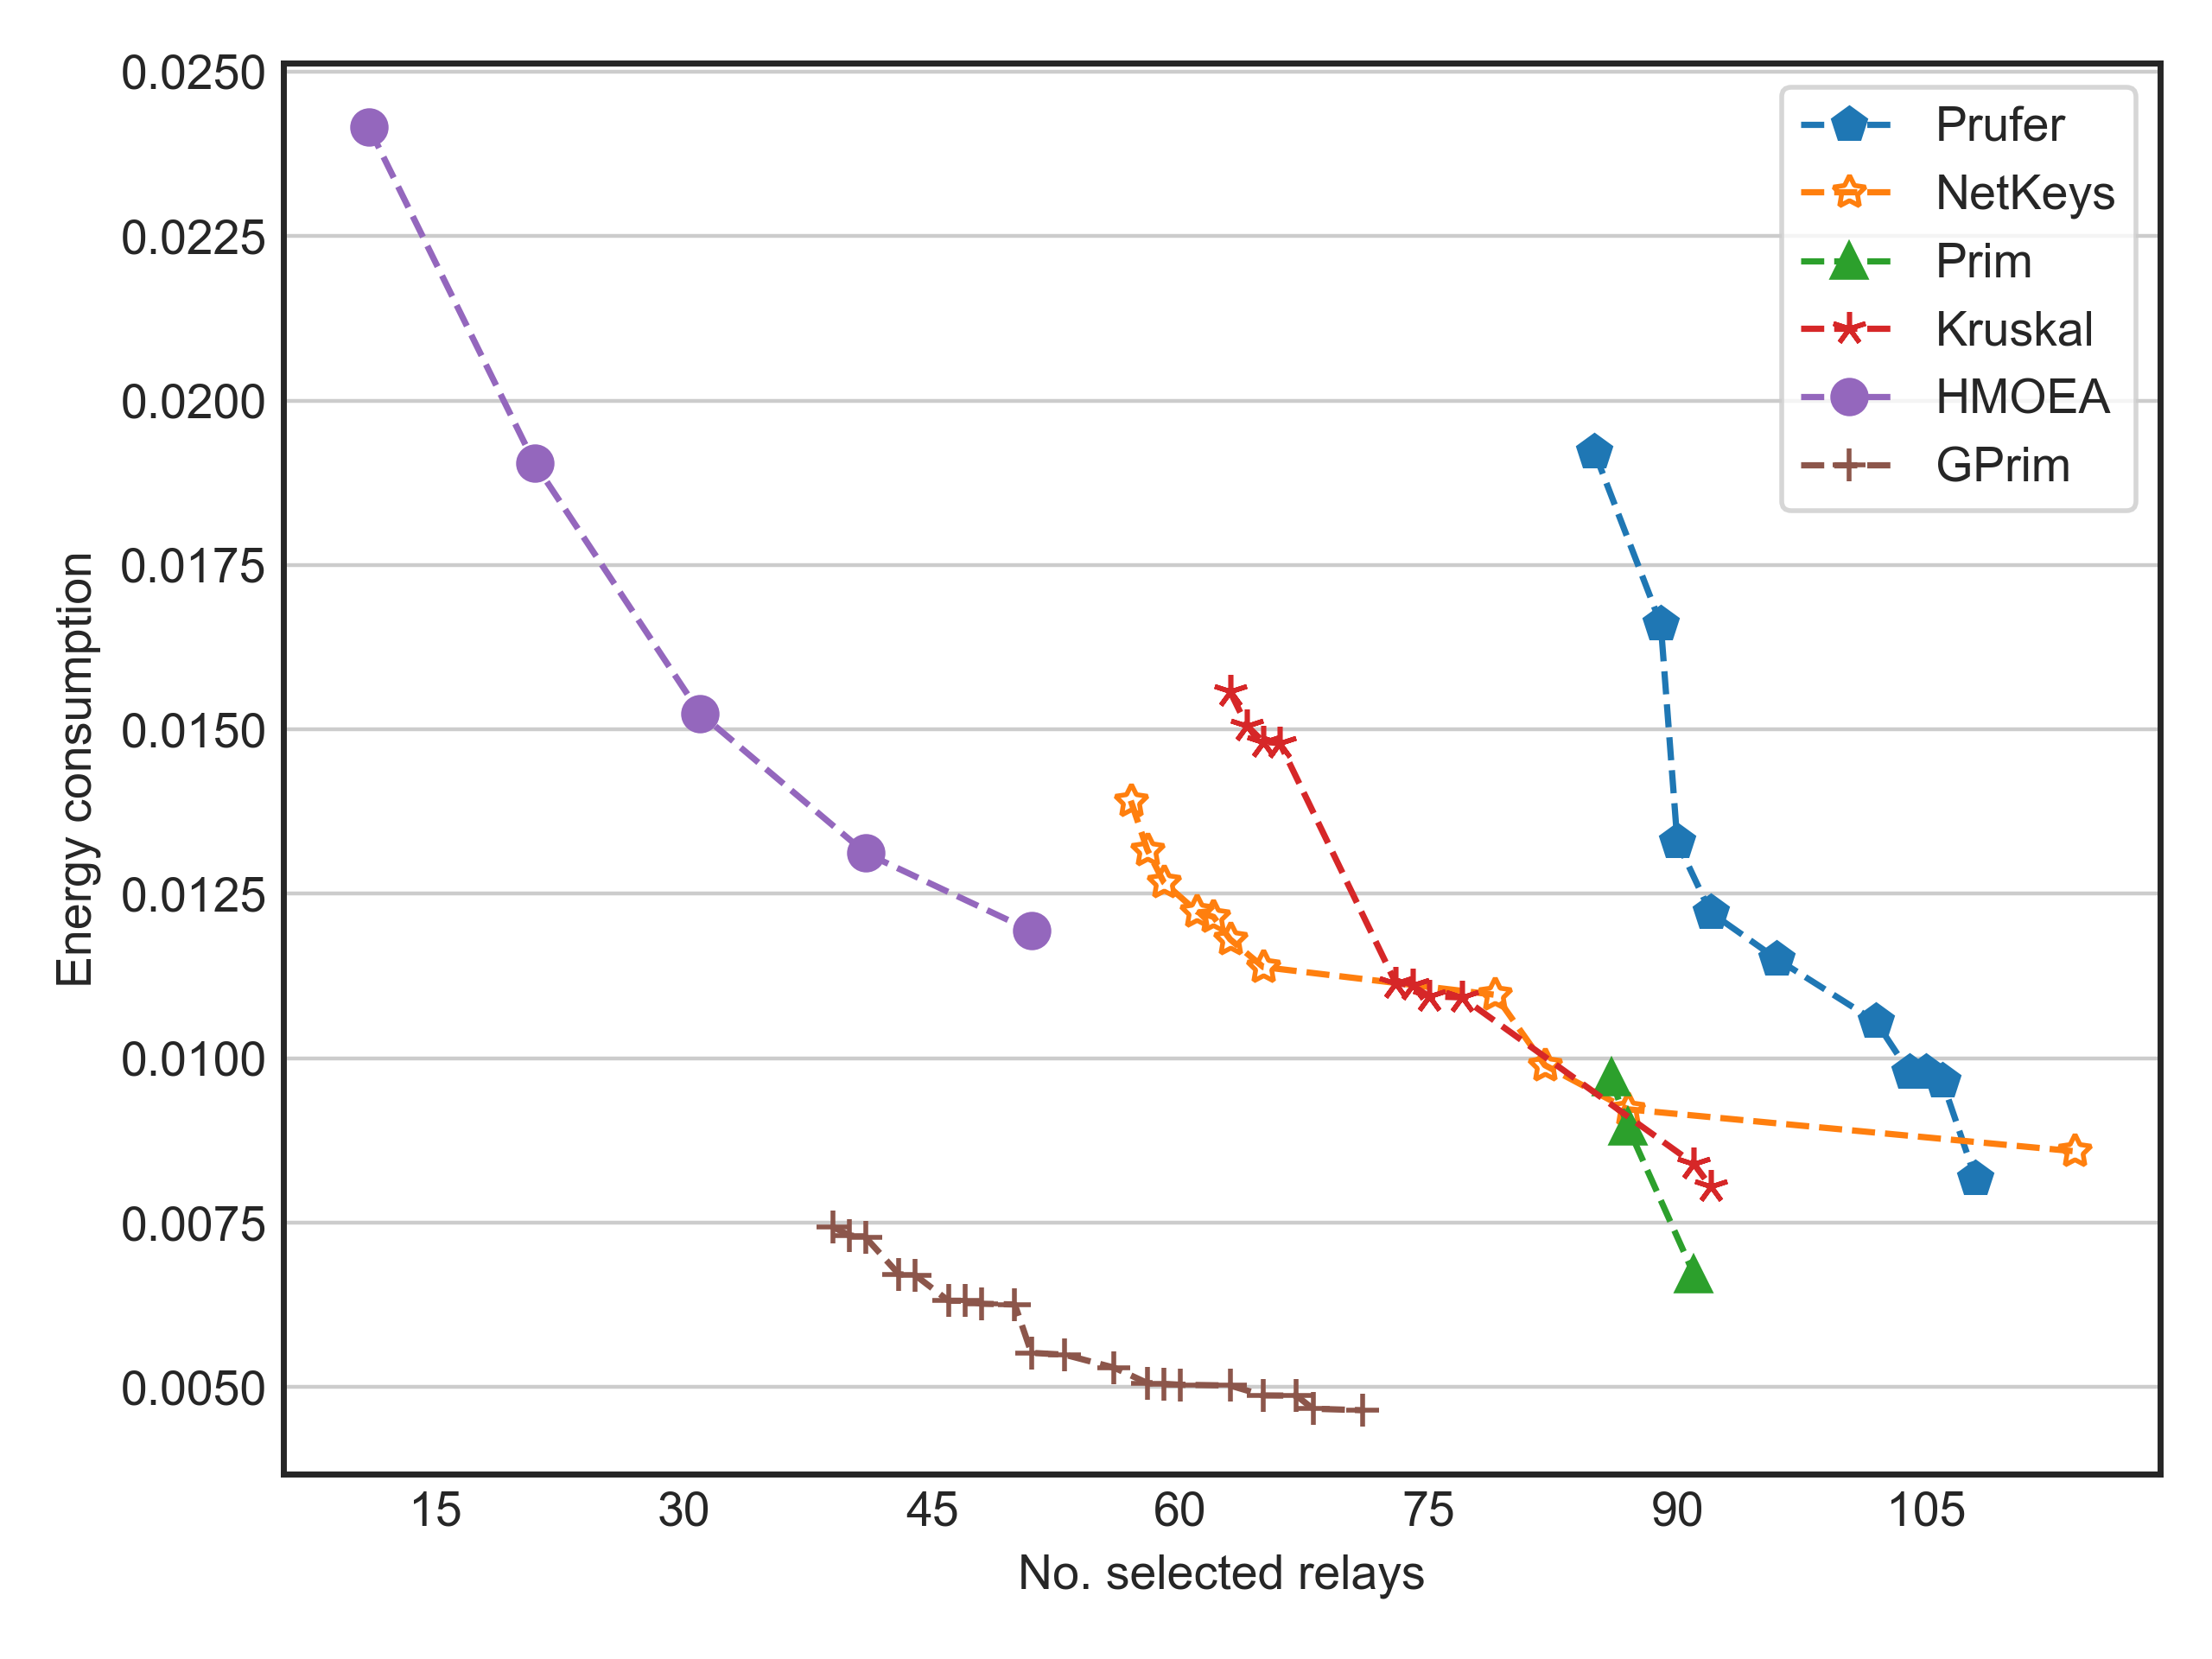 0.0250
0.0225
0.0200
0.0175
0.0150
0.0125
0.0100
0.0075
0.0050
Energy consumption
15 30 45 60 75 90 105
No. selected relays
Prufer
NetKeys
Prim
Kruskal
HMOEA
GPrim